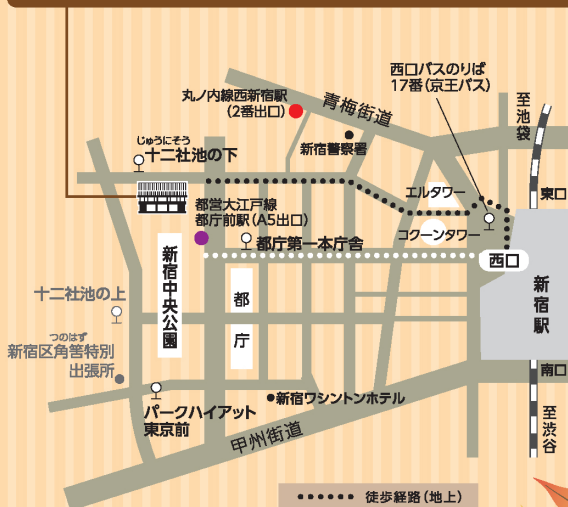 西口バスのりば
17番(京王バス)
丸ノ内線西新宿駅
(2番出口)
青梅街道
至池袋
新宿警察署
じゅうにそう
十二社池の下
エルタワー
東口
都営大江戸線
都庁前駅(A5出口)
コクーンタワー
都庁第一本庁舎
西口
新宿中央公園
都庁
新宿駅
十二社池の上
つのはず
新宿区角筈特別
出張所
南口
パークハイアット
東京前
新宿ワシントンホテル
至渋谷
甲州街道
徒歩経路(地上)